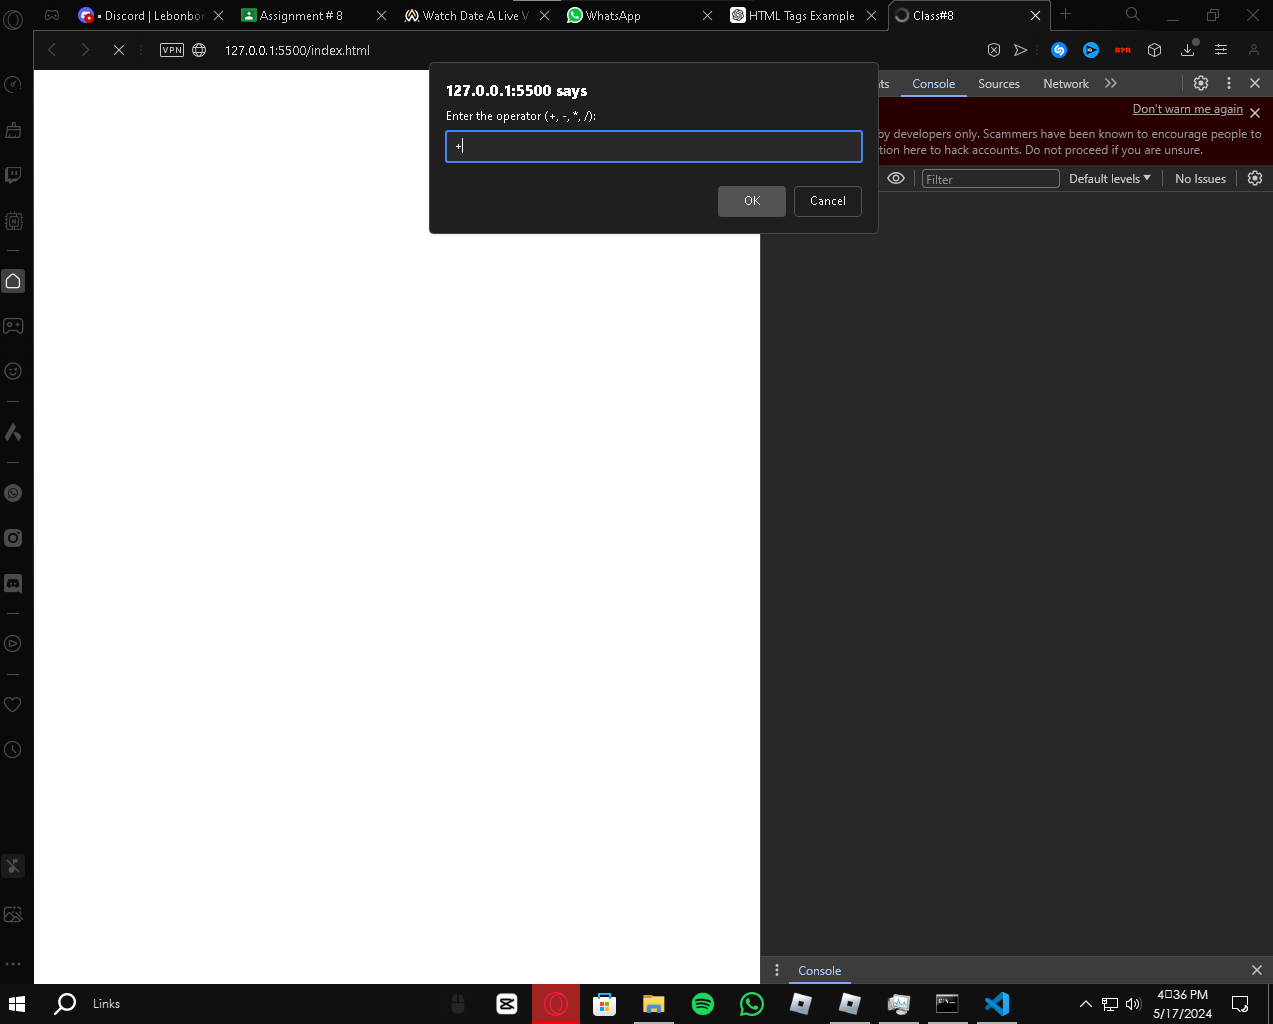 • Discord | Lebonbor
Assignment # 8
Watch Date A Live V
WhatsApp
HTML Tags Example
Class#8
VPN
127.0.0.1:5500/index.html
127.0.0.1:5500 says
Enter the operator (+, -, *, /):
+
OK
Cancel
nts
Console
Sources
Network
Don't warn me again
by developers only. Scammers have been known to encourage people to
tion here to hack accounts. Do not proceed if you are unsure.
Filter
Default levels
No Issues
Console
Links
4:36 PM
5/17/2024